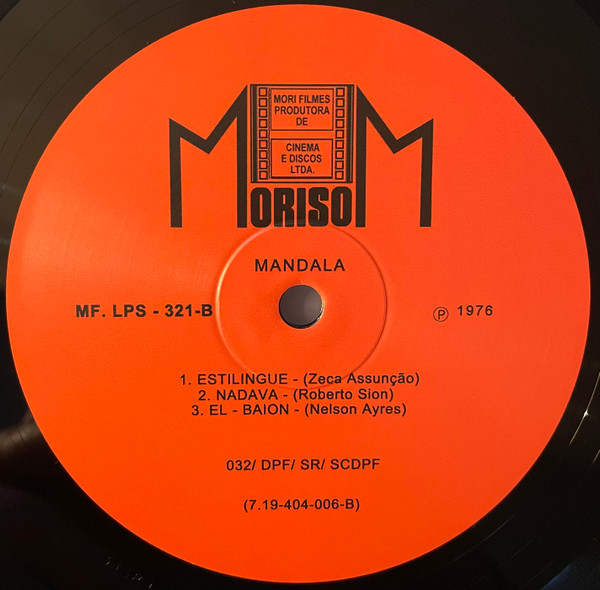 MORI FILMES
PRODUTORA
DE
CINEMA
E DISCOS
LTDA.
MORISOM
MANDALA
MF. LPS - 321-B
Ⓟ 1976
1. ESTILINGUE - (Zeca Assunção)
2. NADAVA - (Roberto Sion)
3. EL - BAION - (Nelson Ayres)
032/ DPF/ SR/ SCDPF
(7.19-404-006-B)